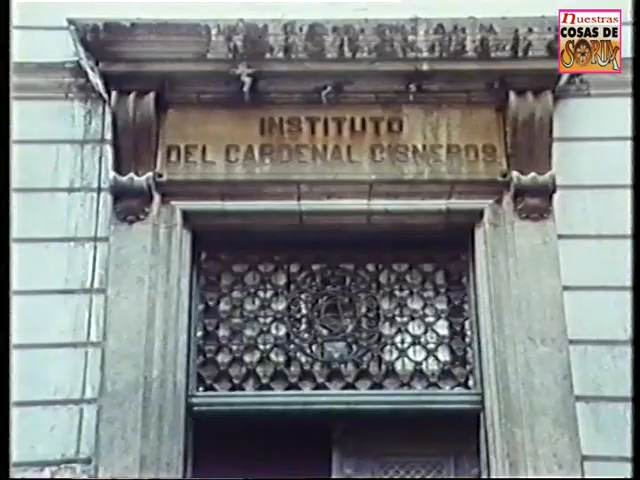 Nuestras
COSAS DE
SORIA
INSTITUTO
DEL CARDENAL CISNEROS